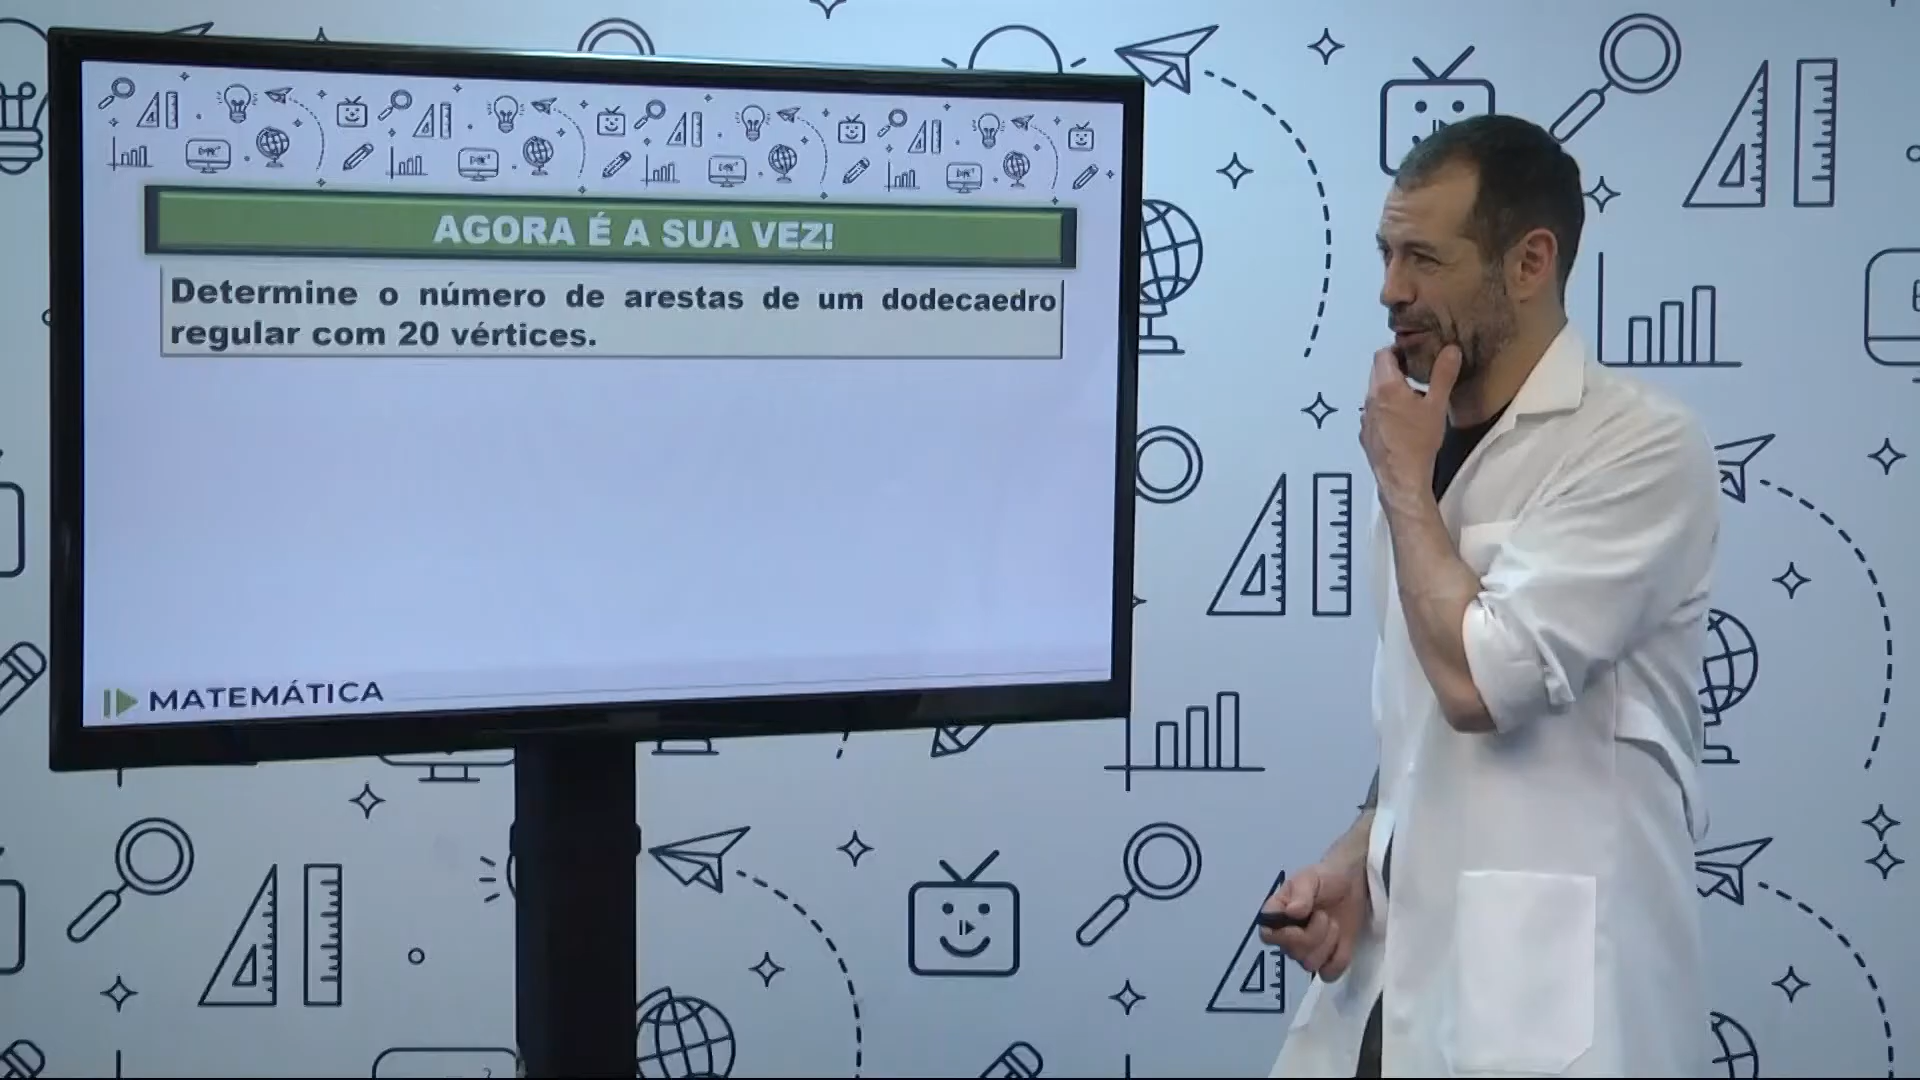 AGORA É A SUA VEZ!
Determine o número de arestas de um dodecaedro
regular com 20 vértices.
MATEMÁTICA